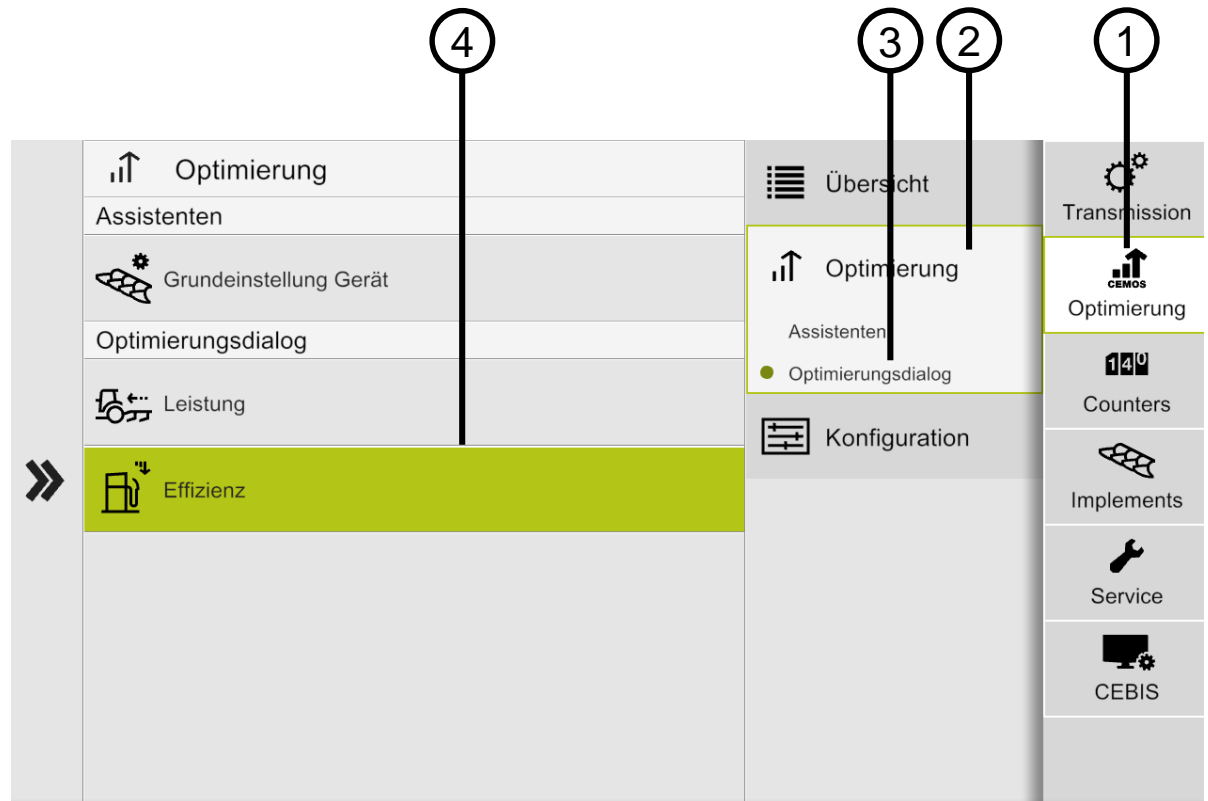 4
3
2
1
Optimierung
Assistenten
Grundeinstellung Gerät
Optimierungsdialog
Leistung
Effizienz
Übersicht
Optimierung
Assistenten
Optimierungsdialog
Konfiguration
Transmission
CEMOS
Optimierung
140
Counters
Implements
Service
CEBIS